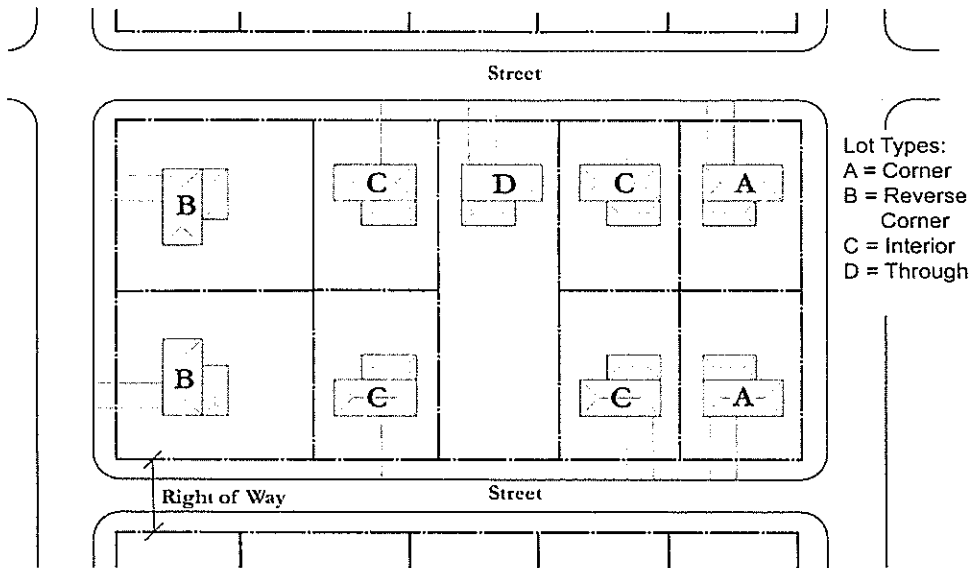 Street
C
D
C
A
B
Lot Types:
A = Corner
B = Reverse
Corner
C = Interior
D = Through
B
C
C
A
Right of Way
Street